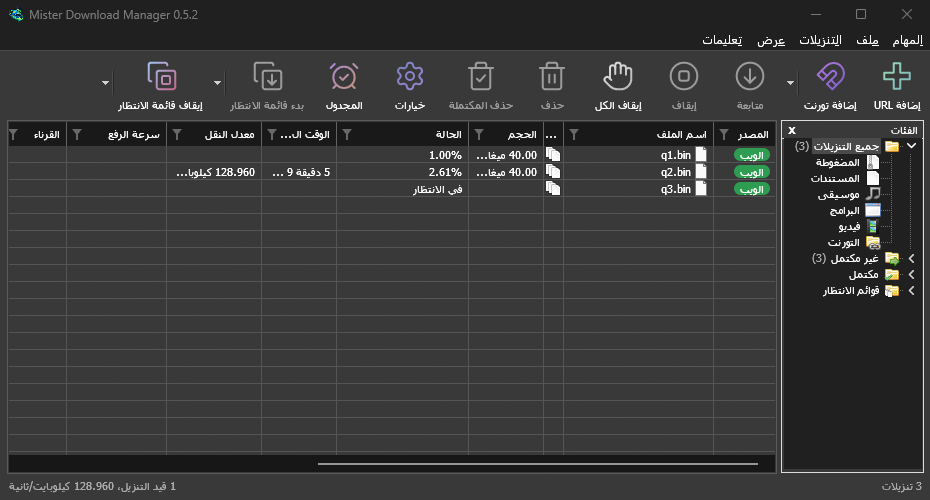 Mister Download Manager 0.5.2
المهام ملف التنزيلات عرض تعليمات
إضافة URL إضافة تورنت متابعة إيقاف إيقاف الكل حذف حذف المكتملة خيارات المجدول بدء قائمة الانتظار إيقاف قائمة الانتظار
الفئات x
جميع التنزيلات (3)
المضغوطة
المستندات
موسيقى
البرامج
فيديو
التورنت
غير مكتمل (3)
مكتمل
قوائم الانتظار
المصدر اسم الملف ... الحجم الحالة الوقت الـ... معدل النقل سرعة الرفع القرناء
الويب q1.bin 40.00 ميغا... 1.00%
الويب q2.bin 40.00 ميغا... 2.61% 5 دقيقة 9 ... 128.960 كيلوبا...
الويب q3.bin في الانتظار
3 تنزيلات
1 قيد التنزيل، 128.960 كيلوبايت/ثانية